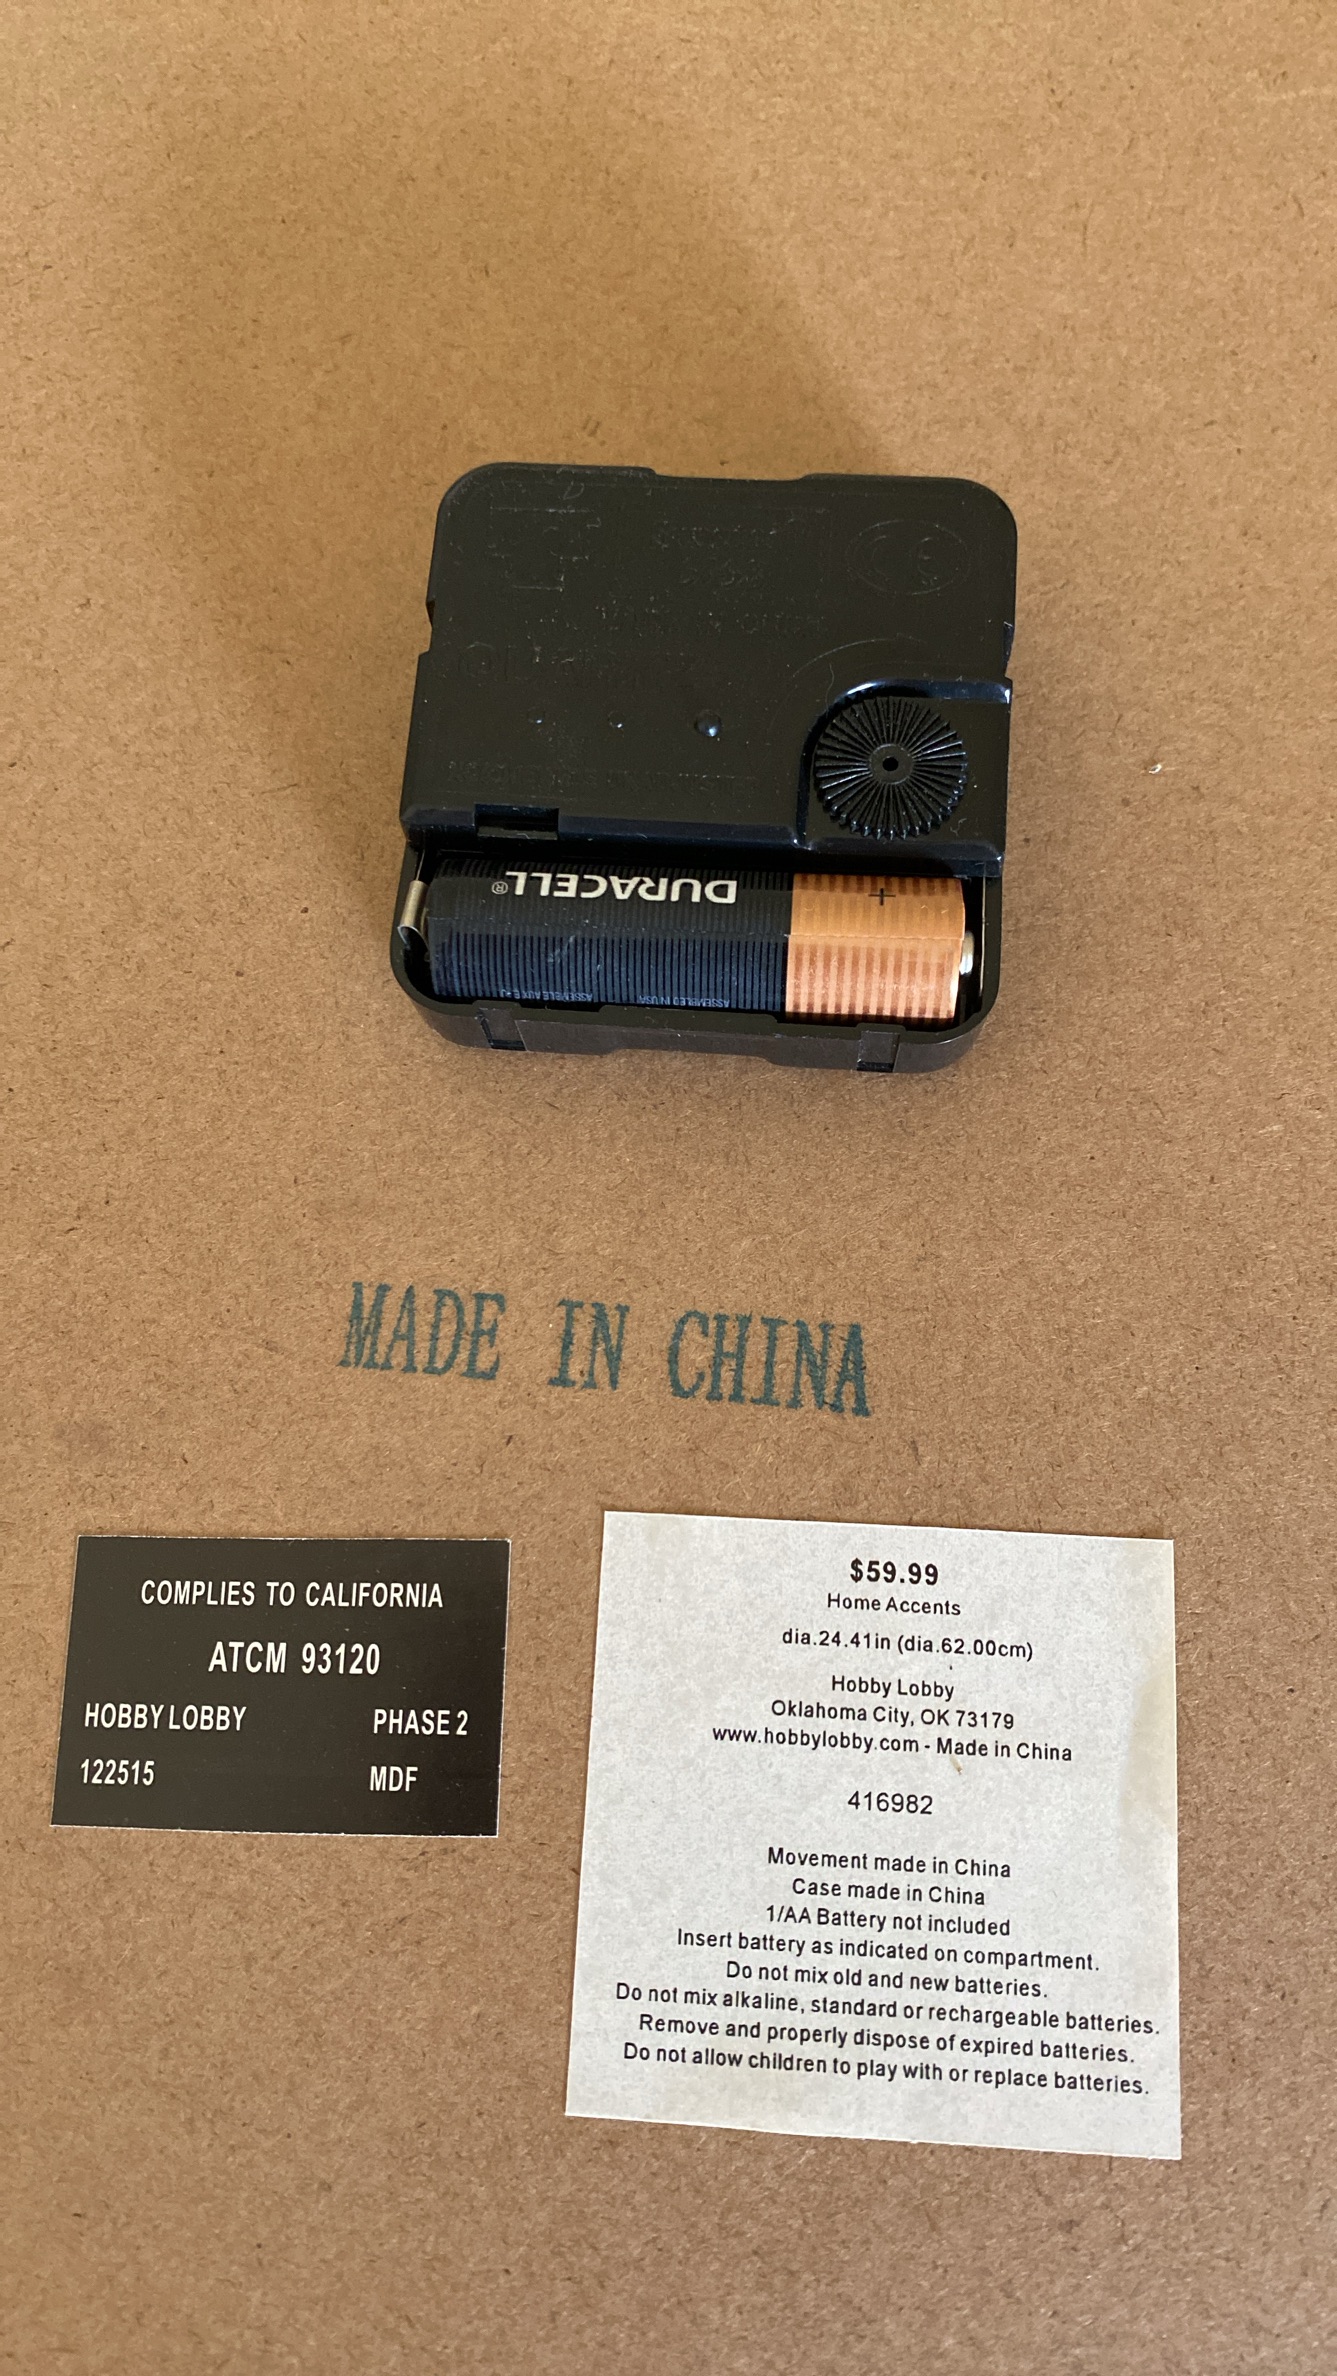 DURACELL®
+
ASSEMBLED IN USA
MADE IN CHINA
COMPLIES TO CALIFORNIA
ATCM 93120
HOBBY LOBBY PHASE 2
122515 MDF
$59.99
Home Accents
dia.24.41in (dia.62.00cm)
Hobby Lobby
Oklahoma City, OK 73179
www.hobbylobby.com - Made in China
416982
Movement made in China
Case made in China
1/AA Battery not included
Insert battery as indicated on compartment.
Do not mix old and new batteries.
Do not mix alkaline, standard or rechargeable batteries.
Remove and properly dispose of expired batteries.
Do not allow children to play with or replace batteries.